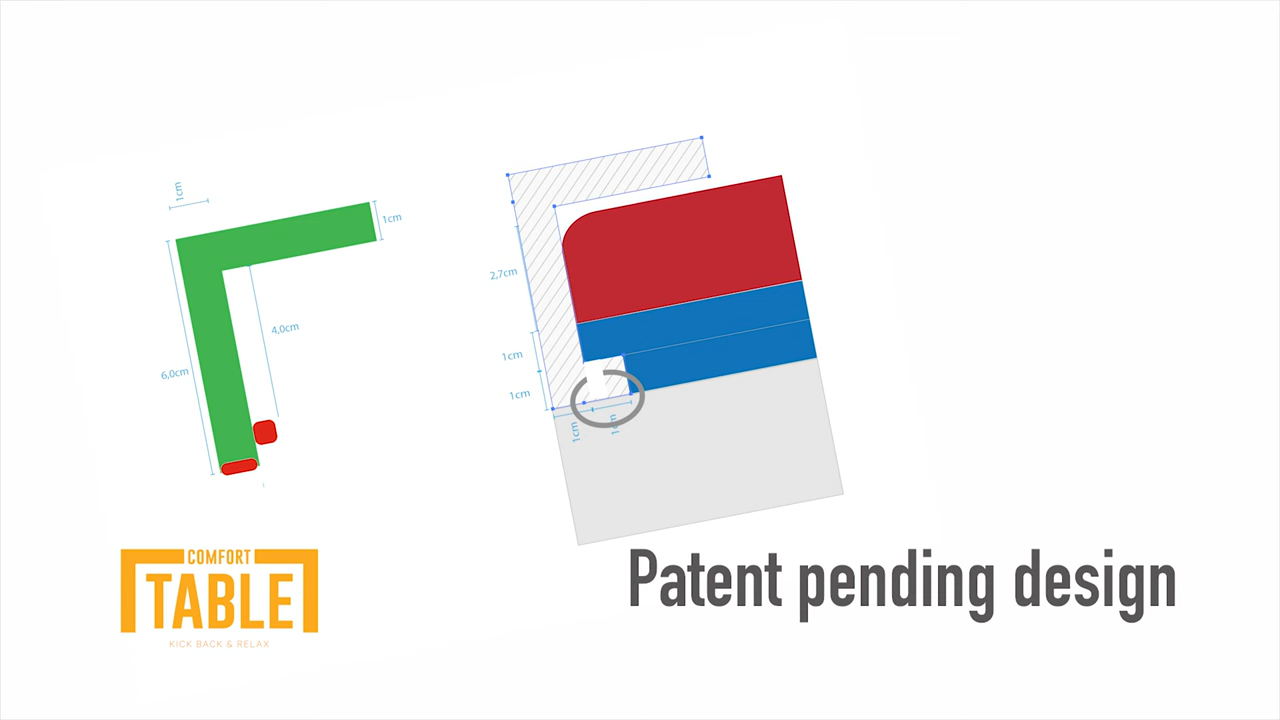 1cm
1cm
4,0cm
6,0cm
2,7cm
1cm
1cm
1cm
1cm
COMFORT
TABLE
KICK BACK & RELAX
Patent pending design